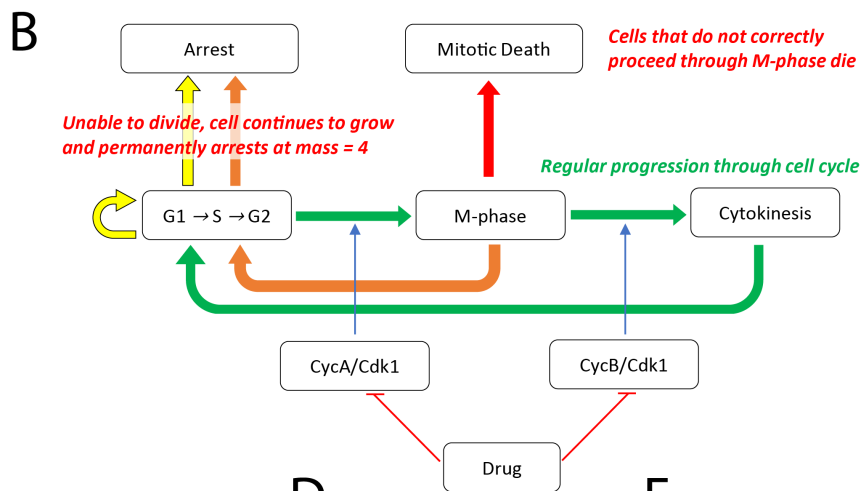 B
Arrest
Mitotic Death
Cells that do not correctly
proceed through M-phase die
Unable to divide, cell continues to grow
and permanently arrests at mass = 4
Regular progression through cell cycle
G1 → S → G2
M-phase
Cytokinesis
CycA/Cdk1
CycB/Cdk1
Drug